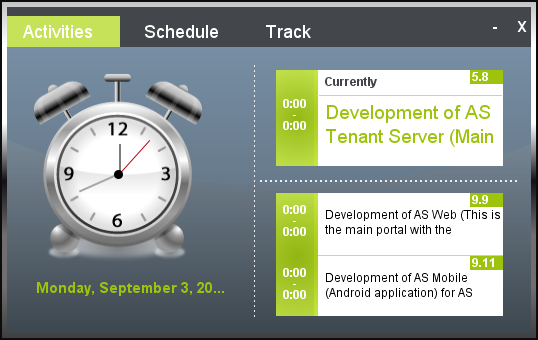 Activities Schedule Track - X
12
3
6
9
Monday, September 3, 20...
Currently 5.8
0:00
-
0:00
Development of AS
Tenant Server (Main
9.9
0:00
-
0:00
Development of AS Web (This is
the main portal with the
9.11
0:00
-
0:00
Development of AS Mobile
(Android application) for AS